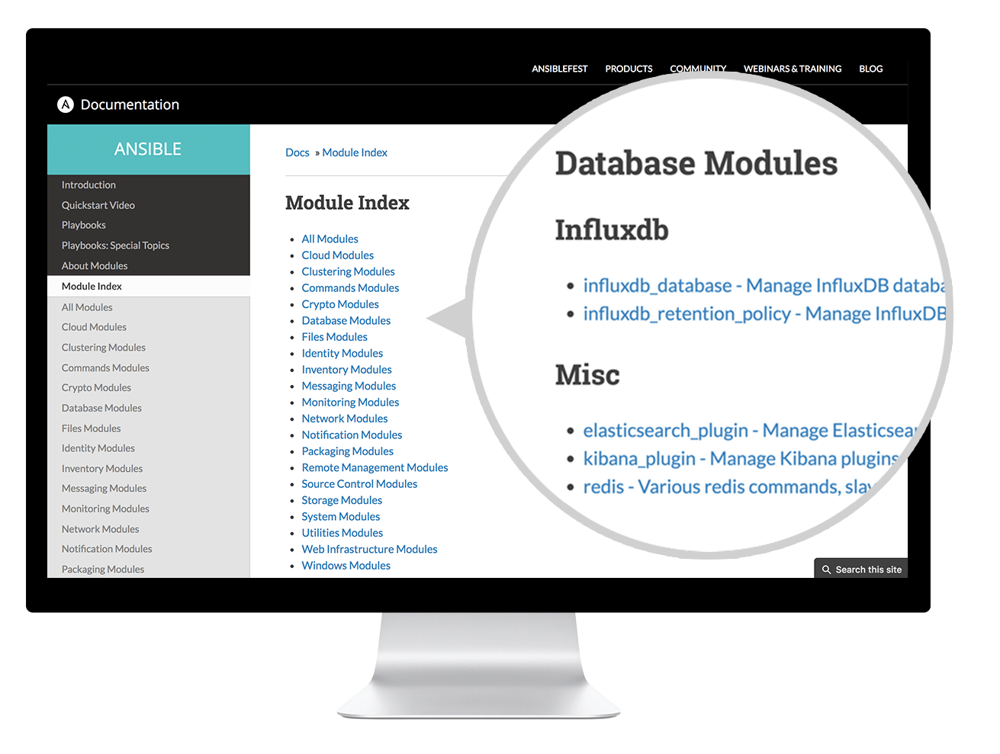 ANSIBLEFEST PRODUCTS COMMUNITY WEBINARS & TRAINING BLOG
Documentation
ANSIBLE
Introduction
Quickstart Video
Playbooks
Playbooks: Special Topics
About Modules
Module Index
All Modules
Cloud Modules
Clustering Modules
Commands Modules
Crypto Modules
Database Modules
Files Modules
Identity Modules
Inventory Modules
Messaging Modules
Monitoring Modules
Network Modules
Notification Modules
Packaging Modules
Docs » Module Index
Module Index
• All Modules
• Cloud Modules
• Clustering Modules
• Commands Modules
• Crypto Modules
• Database Modules
• Files Modules
• Identity Modules
• Inventory Modules
• Messaging Modules
• Monitoring Modules
• Network Modules
• Notification Modules
• Packaging Modules
• Remote Management Modules
• Source Control Modules
• Storage Modules
• System Modules
• Utilities Modules
• Web Infrastructure Modules
• Windows Modules
Database Modules
Influxdb
• influxdb_database - Manage InfluxDB
• influxdb_retention_policy - Manage InfluxDB
Misc
• elasticsearch_plugin - Manage
• kibana_plugin - Manage Kibana plugins
• redis - Various redis commands,
Search this site